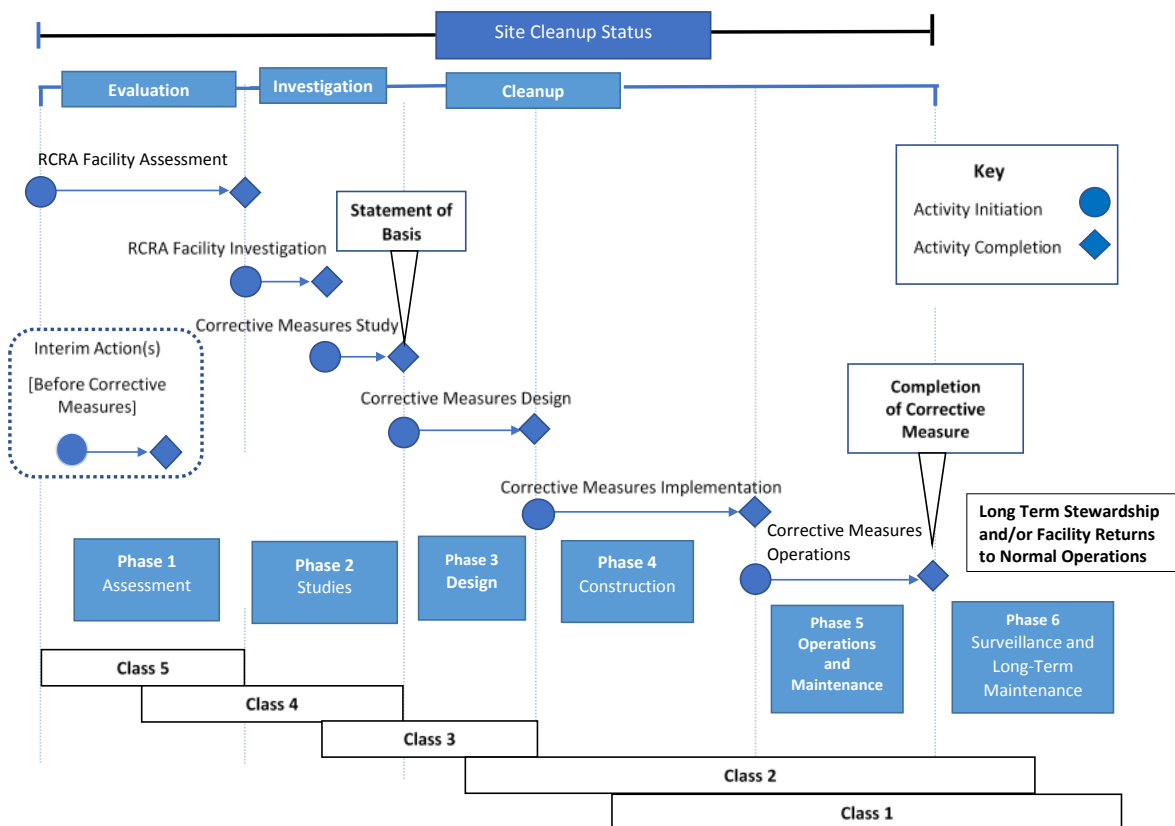 Site Cleanup Status
Evaluation
Investigation
Cleanup
RCRA Facility Assessment
Key
Activity Initiation
Activity Completion
Statement of
Basis
RCRA Facility Investigation
Corrective Measures Study
Interim Action(s)
[Before Corrective
Measures]
Corrective Measures Design
Completion
of Corrective
Measure
Corrective Measures Implementation
Corrective Measures
Operations
Long Term Stewardship
and/or Facility Returns
to Normal Operations
Phase 1
Assessment
Phase 2
Studies
Phase 3
Design
Phase 4
Construction
Phase 5
Operations
and
Maintenance
Phase 6
Surveillance and
Long-Term
Maintenance
Class 5
Class 4
Class 3
Class 2
Class 1